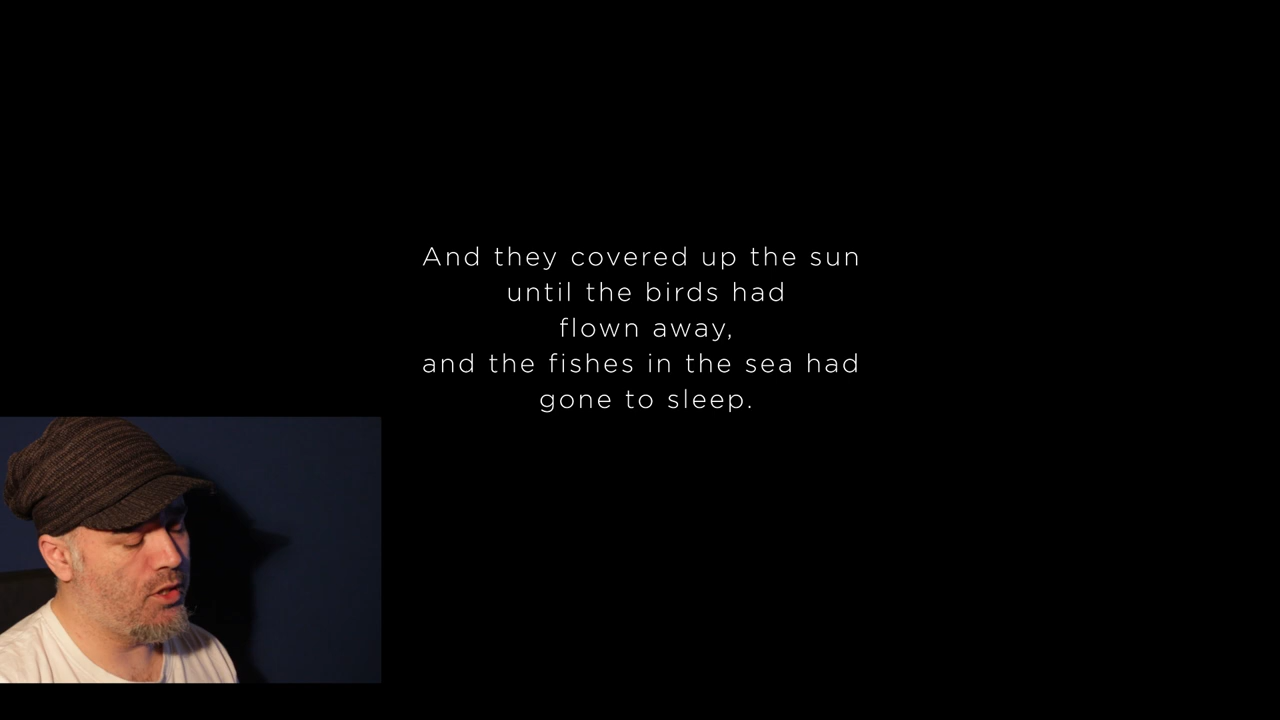 And they covered up the sun
until the birds had
flown away,
and the fishes in the sea had
gone to sleep.